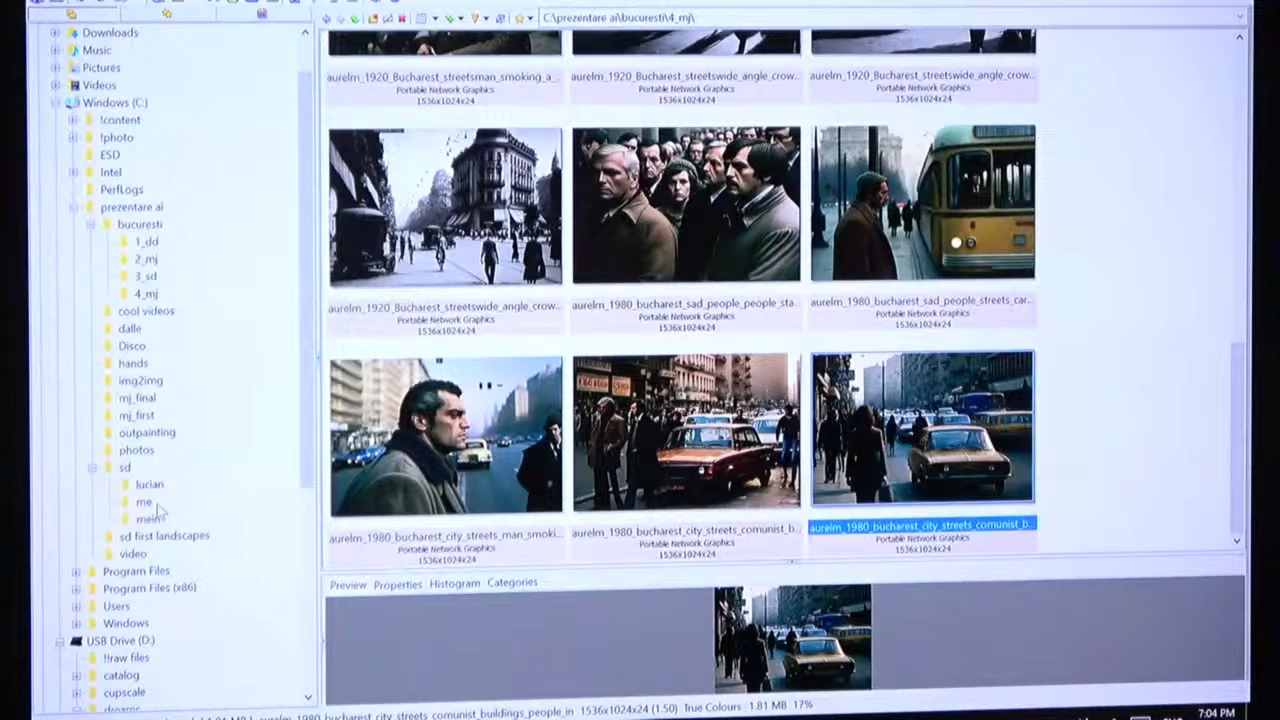 C:\prezentare ai\bucuresti\4_mj\
Downloads
Music
Pictures
Videos
Windows (C:)
!content
!photo
ESD
Intel
PerfLogs
prezentare ai
bucuresti
1_dd
2_mj
3_sd
4_mj
cool videos
dalle
Disco
hands
img2img
mj_final
mj_first
outpainting
photos
sd
lucian
me
mein
sd first landscapes
video
Program Files
Program Files (x86)
Users
Windows
USB Drive (D:)
!!raw files
catalog
cupscale
aurelm_1920_Bucharest_streetsman_smoking_a_...
Portable Network Graphics
1536x1024x24
aurelm_1920_Bucharest_streetswide_angle_crow...
Portable Network Graphics
1536x1024x24
aurelm_1920_Bucharest_streetswide_angle_crow...
Portable Network Graphics
1536x1024x24
aurelm_1920_Bucharest_streetswide_angle_crow...
Portable Network Graphics
1536x1024x24
aurelm_1980_bucharest_sad_people_people_sta...
Portable Network Graphics
1536x1024x24
aurelm_1980_bucharest_sad_people_streets_car...
Portable Network Graphics
1536x1024x24
aurelm_1980_bucharest_city_streets_man_smoki...
Portable Network Graphics
1536x1024x24
aurelm_1980_bucharest_city_streets_comunist_b...
Portable Network Graphics
1536x1024x24
aurelm_1980_bucharest_city_streets_comunist_b...
Portable Network Graphics
1536x1024x24
Preview Properties Histogram Categories
1980_bucharest_city_streets_comunist_buildings_people_in 1536x1024x24 (1.50) True Colours 1.81 MB 17%
7:04 PM